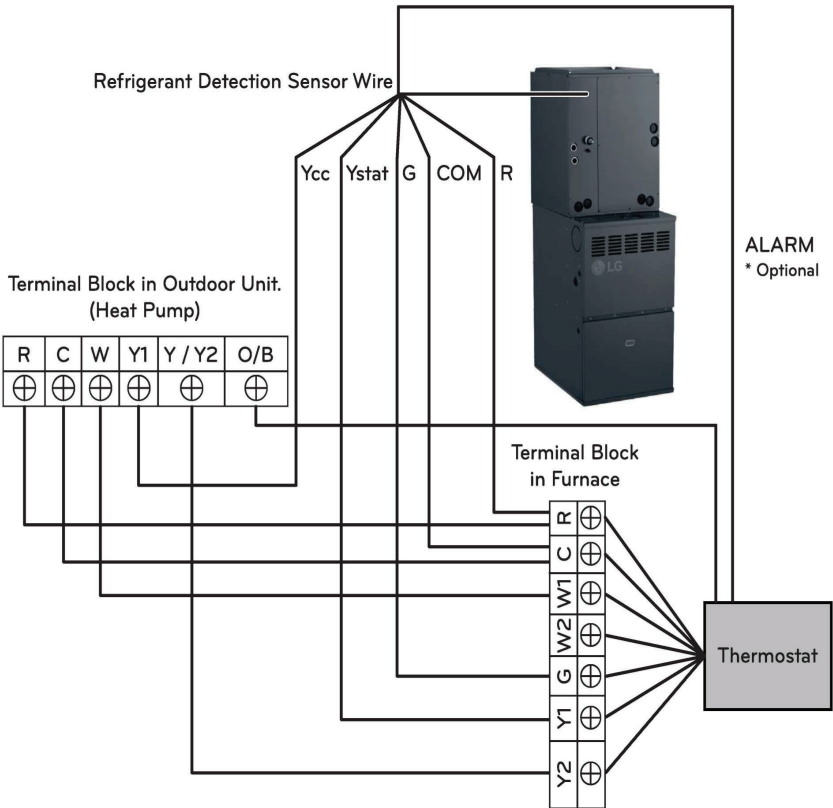 Refrigerant Detection Sensor Wire
Ycc Ystat G COM R
LG
ALARM
* Optional
Terminal Block in Outdoor Unit.
(Heat Pump)
R C W Y1 Y / Y2 O/B
Terminal Block
in Furnace
R
C
W1
W2
G
Y1
Y2
Thermostat